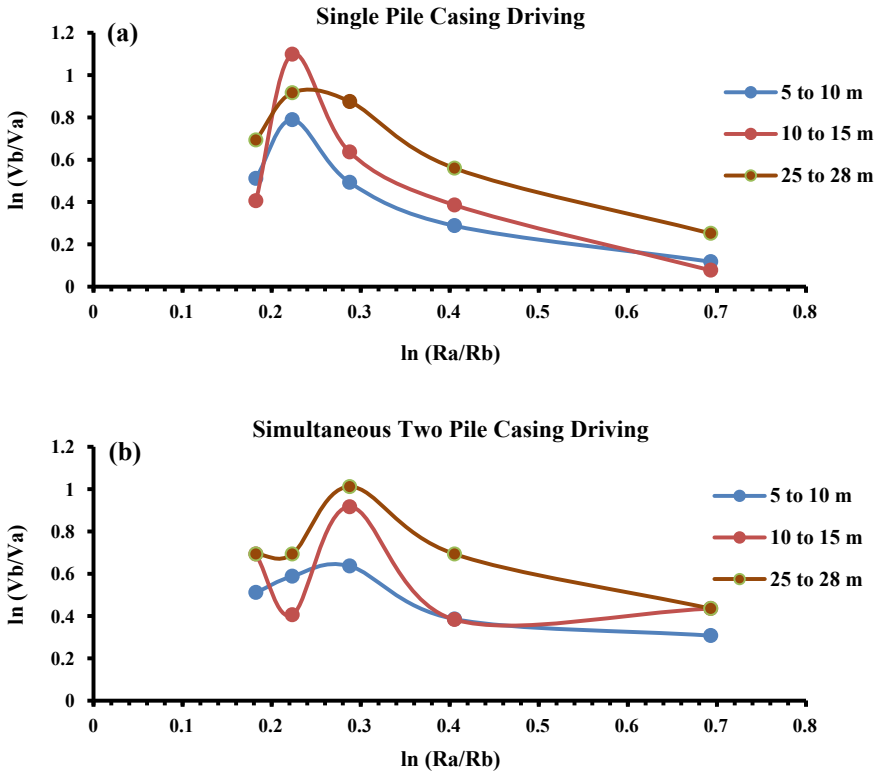 Single Pile Casing Driving
(a)
ln (Vb/Va)
1.2
1
0.8
0.6
0.4
0.2
0
0 0.1 0.2 0.3 0.4 0.5 0.6 0.7 0.8
ln (Ra/Rb)
5 to 10 m
10 to 15 m
25 to 28 m
Simultaneous Two Pile Casing Driving
(b)
ln (Vb/Va)
1.2
1
0.8
0.6
0.4
0.2
0
0 0.1 0.2 0.3 0.4 0.5 0.6 0.7 0.8
ln (Ra/Rb)
5 to 10 m
10 to 15 m
25 to 28 m